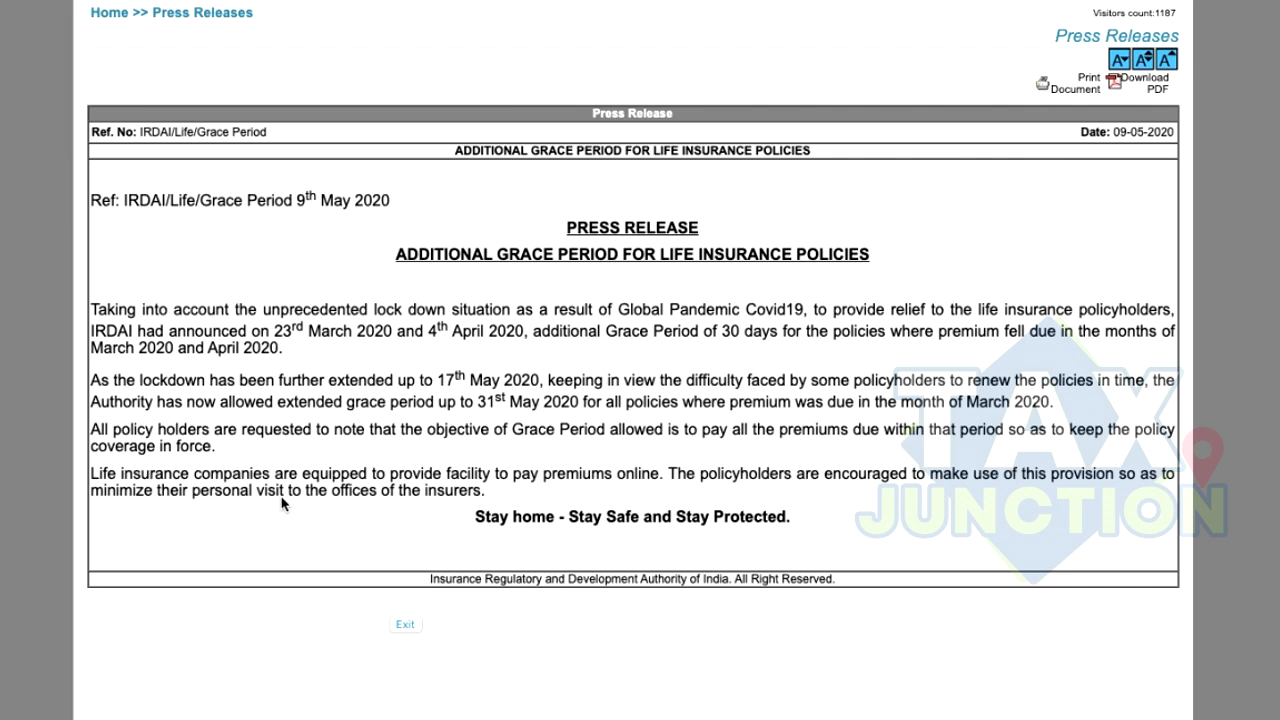 Home >> Press Releases
Visitors count:1187
Press Releases
A A A
Print Document
Download PDF
Press Release
Ref. No: IRDAI/Life/Grace Period
Date: 09-05-2020
ADDITIONAL GRACE PERIOD FOR LIFE INSURANCE POLICIES
Ref: IRDAI/Life/Grace Period 9th May 2020
PRESS RELEASE
ADDITIONAL GRACE PERIOD FOR LIFE INSURANCE POLICIES
Taking into account the unprecedented lock down situation as a result of Global Pandemic Covid19, to provide relief to the life insurance policyholders,
IRDAI had announced on 23rd March 2020 and 4th April 2020, additional Grace Period of 30 days for the policies where premium fell due in the months of
March 2020 and April 2020.
As the lockdown has been further extended up to 17th May 2020, keeping in view the difficulty faced by some policyholders to renew the policies in time, the
Authority has now allowed extended grace period up to 31st May 2020 for all policies where premium was due in the month of March 2020.
All policy holders are requested to note that the objective of Grace Period allowed is to pay all the premiums due within that period so as to keep the policy
coverage in force.
Life insurance companies are equipped to provide facility to pay premiums online. The policyholders are encouraged to make use of this provision so as to
minimize their personal visit to the offices of the insurers.
Stay home - Stay Safe and Stay Protected.
TAX
JUNCTION
Insurance Regulatory and Development Authority of India. All Right Reserved.
Exit